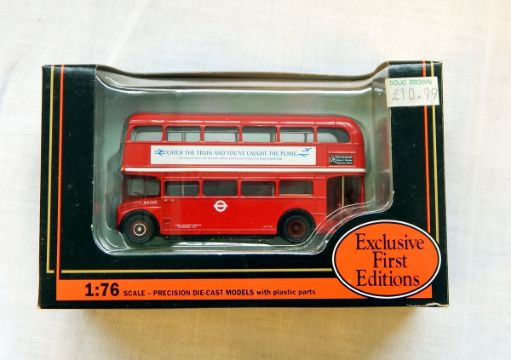 DOUG BROWN
£10.99
CATCH THE TRAIN AND YOU'VE CAUGHT THE PLANE.
Exclusive
First
Editions
1:76 SCALE – PRECISION DIE-CAST MODELS with plastic parts